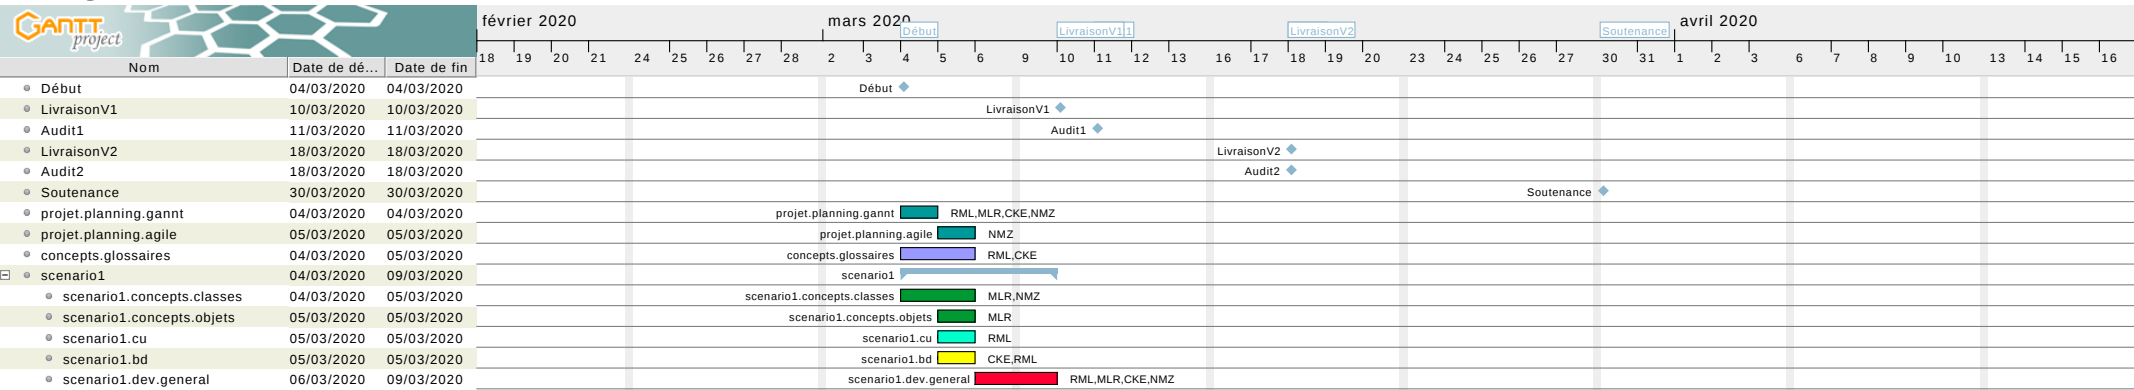 GANTT project
février 2020 mars 2020 avril 2020
Début LivraisonV1 1 LivraisonV2 Soutenance
18 19 20 21 24 25 26 27 28 2 3 4 5 6 9 10 11 12 13 16 17 18 19 20 23 24 25 26 27 30 31 1 2 3 6 7 8 9 10 13 14 15 16
Nom Date de dé... Date de fin
Début 04/03/2020 04/03/2020 Début
LivraisonV1 10/03/2020 10/03/2020 LivraisonV1
Audit1 11/03/2020 11/03/2020 Audit1
LivraisonV2 18/03/2020 18/03/2020 LivraisonV2
Audit2 18/03/2020 18/03/2020 Audit2
Soutenance 30/03/2020 30/03/2020 Soutenance
projet.planning.gannt 04/03/2020 04/03/2020 projet.planning.gannt RML,MLR,CKE,NMZ
projet.planning.agile 05/03/2020 05/03/2020 projet.planning.agile NMZ
concepts.glossaires 04/03/2020 05/03/2020 concepts.glossaires RML,CKE
scenario1 04/03/2020 09/03/2020 scenario1
scenario1.concepts.classes 04/03/2020 05/03/2020 scenario1.concepts.classes MLR,NMZ
scenario1.concepts.objets 05/03/2020 05/03/2020 scenario1.concepts.objets MLR
scenario1.cu 05/03/2020 05/03/2020 scenario1.cu RML
scenario1.bd 05/03/2020 05/03/2020 scenario1.bd CKE,RML
scenario1.dev.general 06/03/2020 09/03/2020 scenario1.dev.general RML,MLR,CKE,NMZ